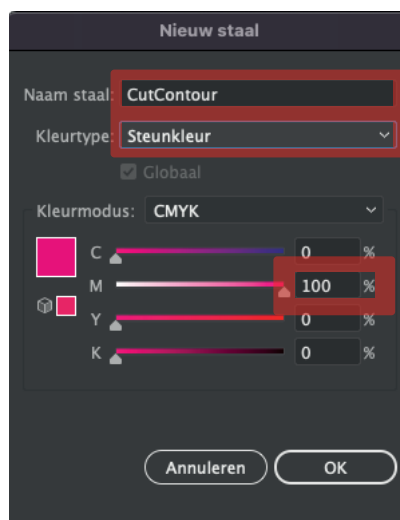 Nieuw staal
Naam staal: CutContour
Kleurtype: Steunkleur
Globaal
Kleurmodus: CMYK
C 0 %
M 100 %
Y 0 %
K 0 %
Annuleren OK